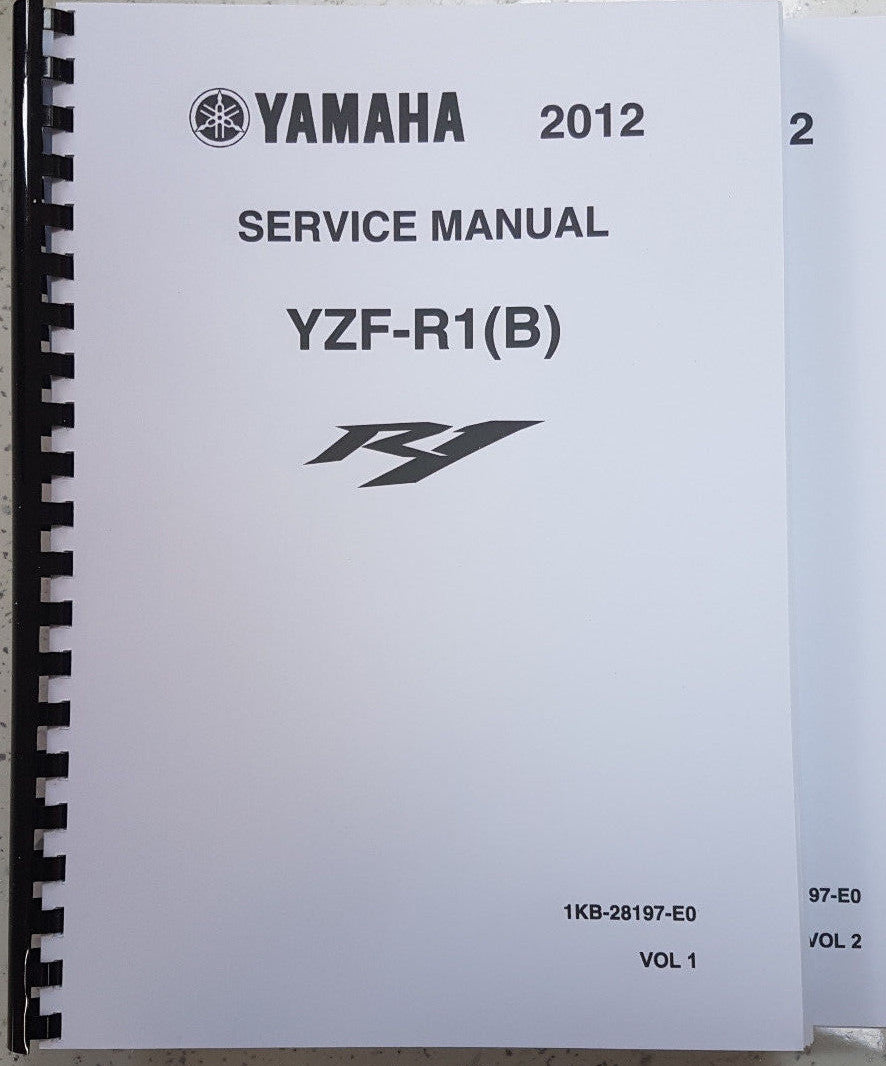 YAMAHA 2012
SERVICE MANUAL
YZF-R1(B)
R1
1KB-28197-E0
VOL 1
2
97-E0
VOL 2